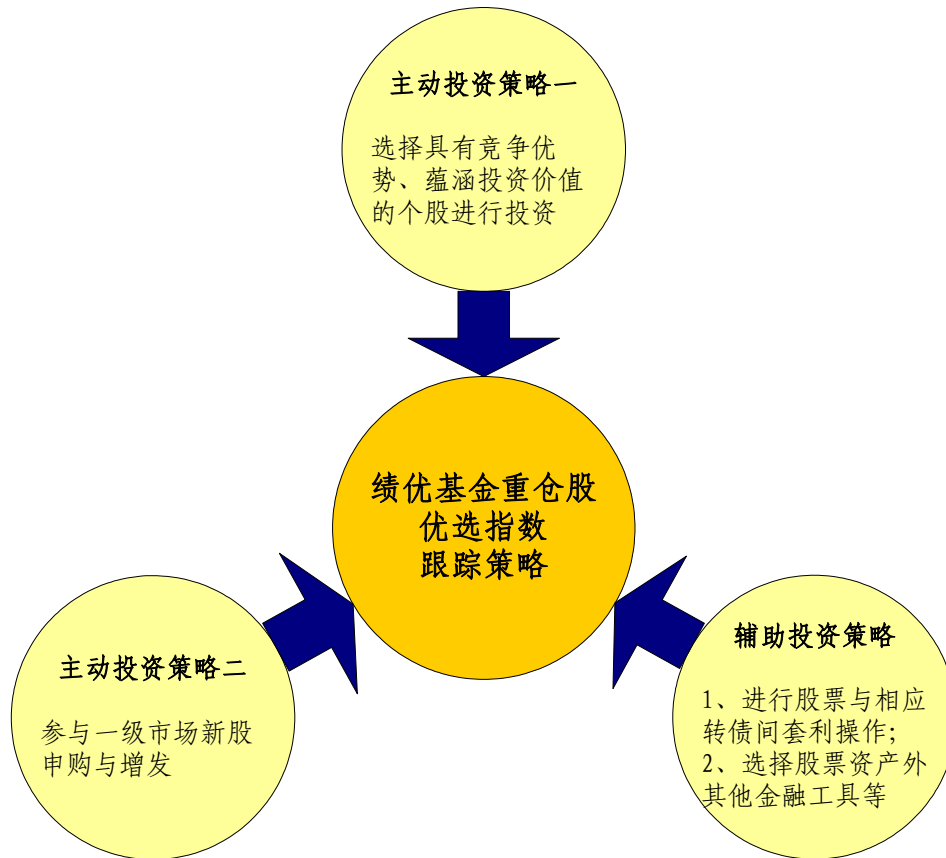 主动投资策略一
选择具有竞争优
势、蕴涵投资价值
的个股进行投资
绩优基金重仓股
优选指数
跟踪策略
主动投资策略二
参与一级市场新股
申购与增发
辅助投资策略
1、进行股票与相应
转债间套利操作;
2、选择股票资产外
其他金融工具等